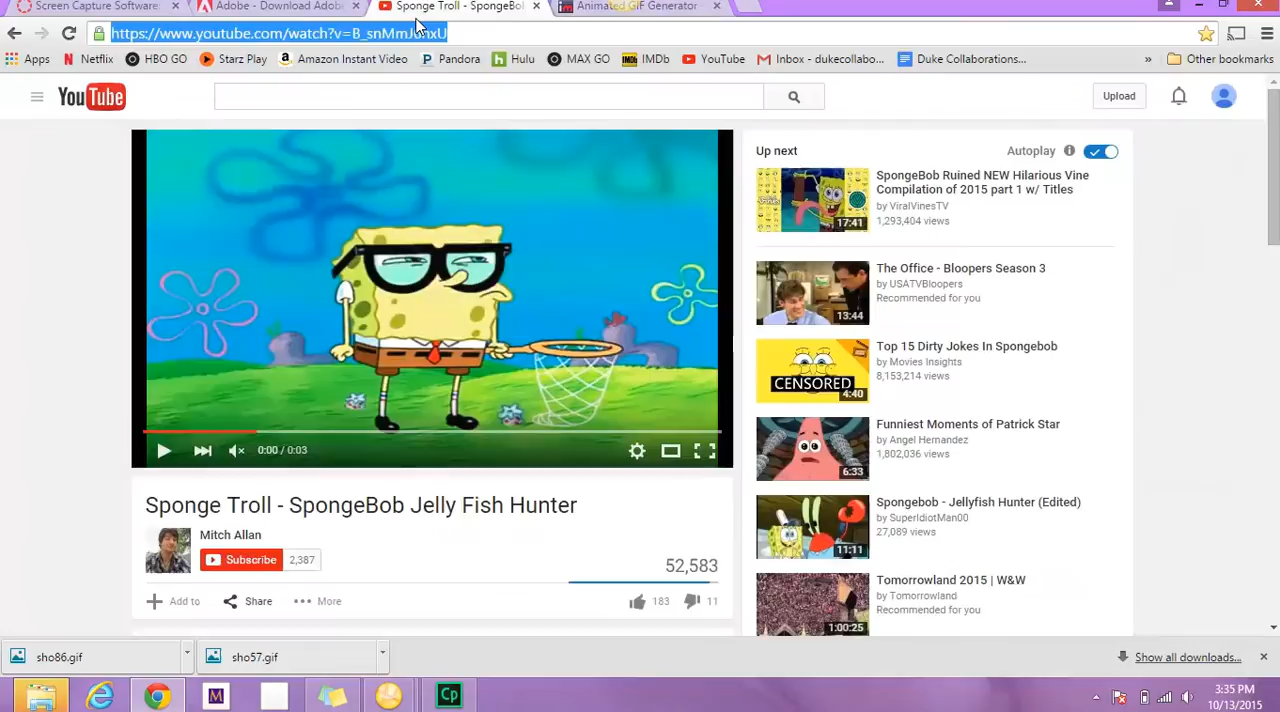 Screen Capture Software
Adobe - Download Adob
Sponge Troll - SpongeBo
Animated GIF Generator
https://www.youtube.com/watch?v=B_snMm
Apps
Netflix
HBO GO
Starz Play
Amazon Instant Video
Pandora
Hulu
MAX GO
IMDb
YouTube
Inbox - dukecollabo...
Duke Collaboratio...
»
Other bookmarks
YouTube
Upload
Up next
Autoplay
SpongeBob Ruined NEW Hilarious Vine
Compilation of 2015 part 1 w/ Titles
by ViralVinesTV
1,293,404 views
17:41
The Office - Bloopers Season 3
by USATVBloopers
Recommended for you
13:44
Top 15 Dirty Jokes In Spongebob
by Movies Insights
8,153,214 views
CENSORED
4:40
Funniest Moments of Patrick Star
by Angel Hernandez
1,802,036 views
6:33
Spongebob - Jellyfish Hunter (Edited)
by SuperIdiotMan00
27,089 views
11:11
Tomorrowland 2015 | W&W
by Tomorrowland
Recommended for you
1:00:25
0:00 / 0:03
Sponge Troll - SpongeBob Jelly Fish Hunter
Mitch Allan
Subscribe
2,387
52,583
Add to
Share
More
183
11
sho86.gif
sho57.gif
Show all downloads...
Cp
3:35 PM
10/13/2015